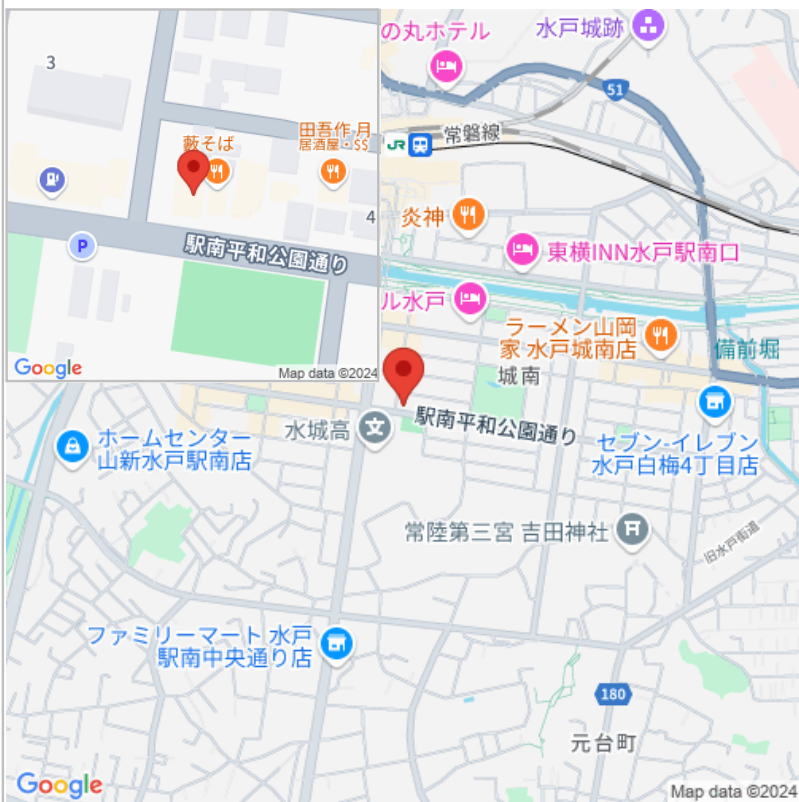 3
藪そば
田吾作 月
居酒屋・SS
4
P
駅南平和公園通り
Google
Map data ©2024
の丸ホテル
水戸城跡
51
JR
常磐線
炎神
東横INN水戸駅南口
ル水戸
ラーメン山岡
家 水戸城南店
備前堀
城南
水城高
駅南平和公園通り
セブン-イレブン
水戸白梅4丁目店
ホームセンター
山新水戸駅南店
常陸第三宮 吉田神社
旧水戸街道
ファミリーマート 水戸
駅南中央通り店
180
元台町
Google
Map data ©2024